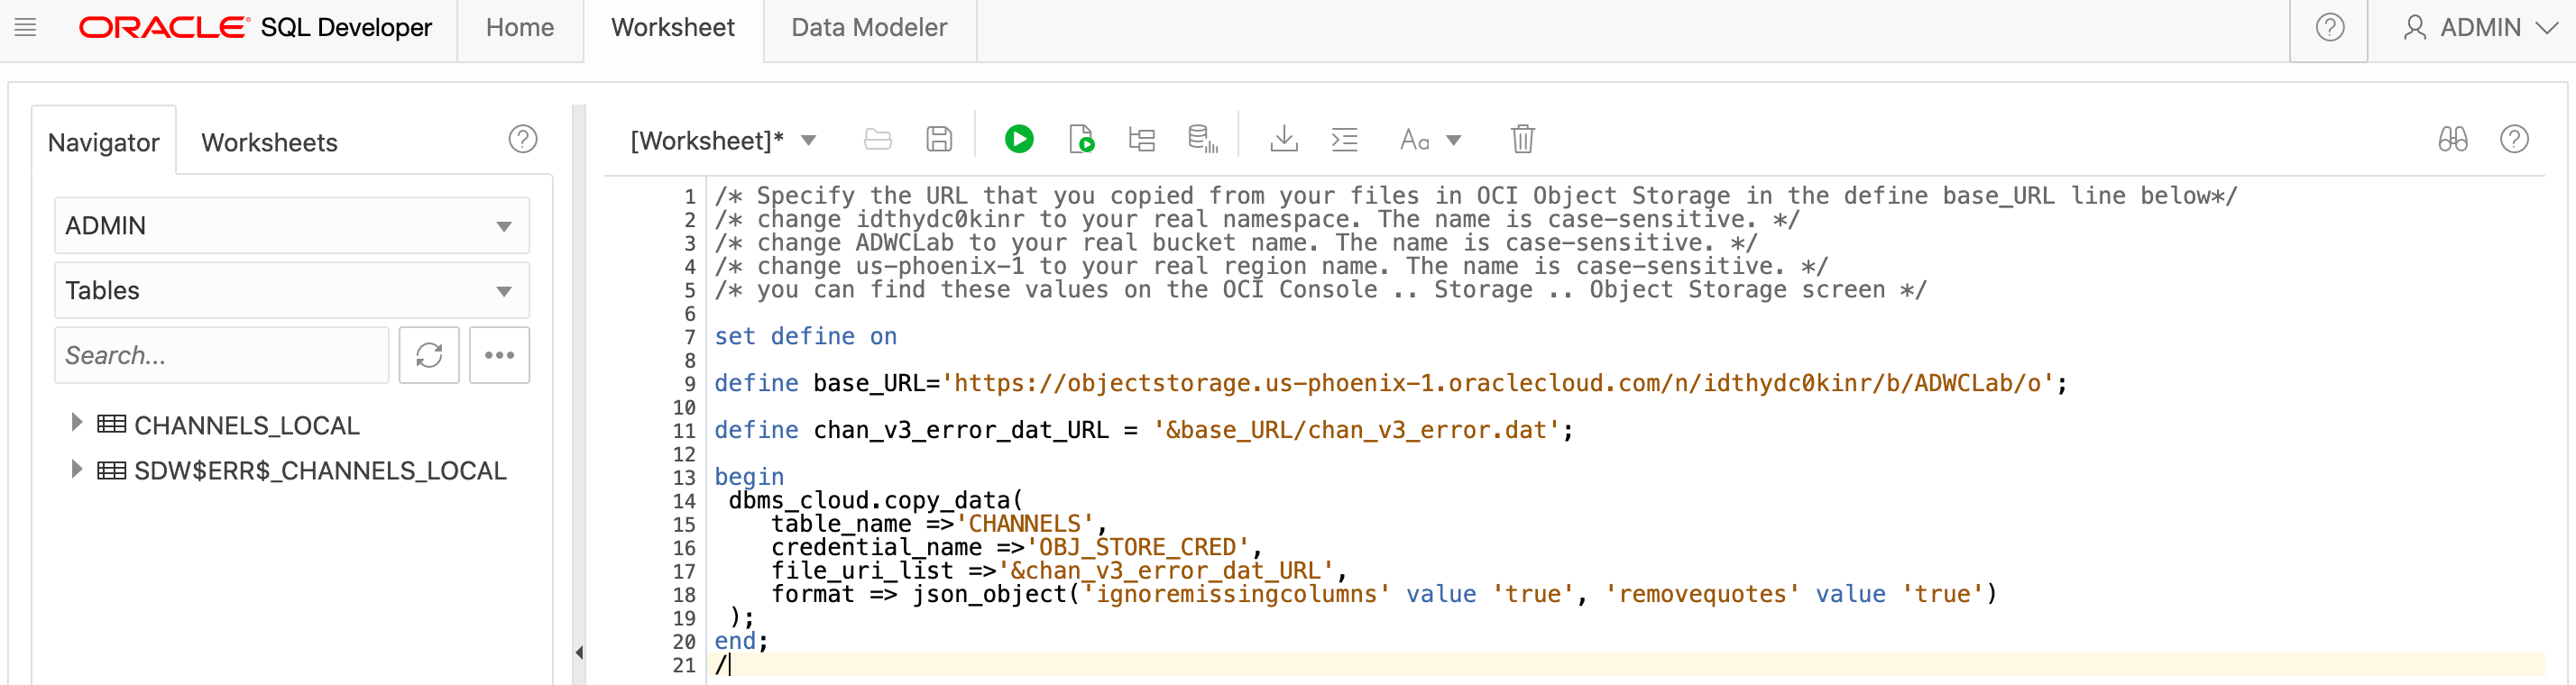 ORACLE® SQL Developer
Home
Worksheet
Data Modeler
ADMIN
Navigator
Worksheets
ADMIN
Tables
Search...
CHANNELS_LOCAL
SDW$ERR$_CHANNELS_LOCAL
[Worksheet]*
Aa
1 /* Specify the URL that you copied from your files in OCI Object Storage in the define base_URL line below*/
2 /* change idthydc0kinr to your real namespace. The name is case-sensitive. */
3 /* change ADWCLab to your real bucket name. The name is case-sensitive. */
4 /* change us-phoenix-1 to your real region name. The name is case-sensitive. */
5 /* you can find these values on the OCI Console .. Storage .. Object Storage screen */
6
7 set define on
8
9 define base_URL='https://objectstorage.us-phoenix-1.oraclecloud.com/n/idthydc0kinr/b/ADWCLab/o';
10
11 define chan_v3_error_dat_URL = '&base_URL/chan_v3_error.dat';
12
13 begin
14 dbms_cloud.copy_data(
15 table_name =>'CHANNELS',
16 credential_name =>'OBJ_STORE_CRED',
17 file_uri_list =>'&chan_v3_error_dat_URL',
18 format => json_object('ignoremissingcolumns' value 'true', 'removequotes' value 'true')
19 );
20 end;
21 /